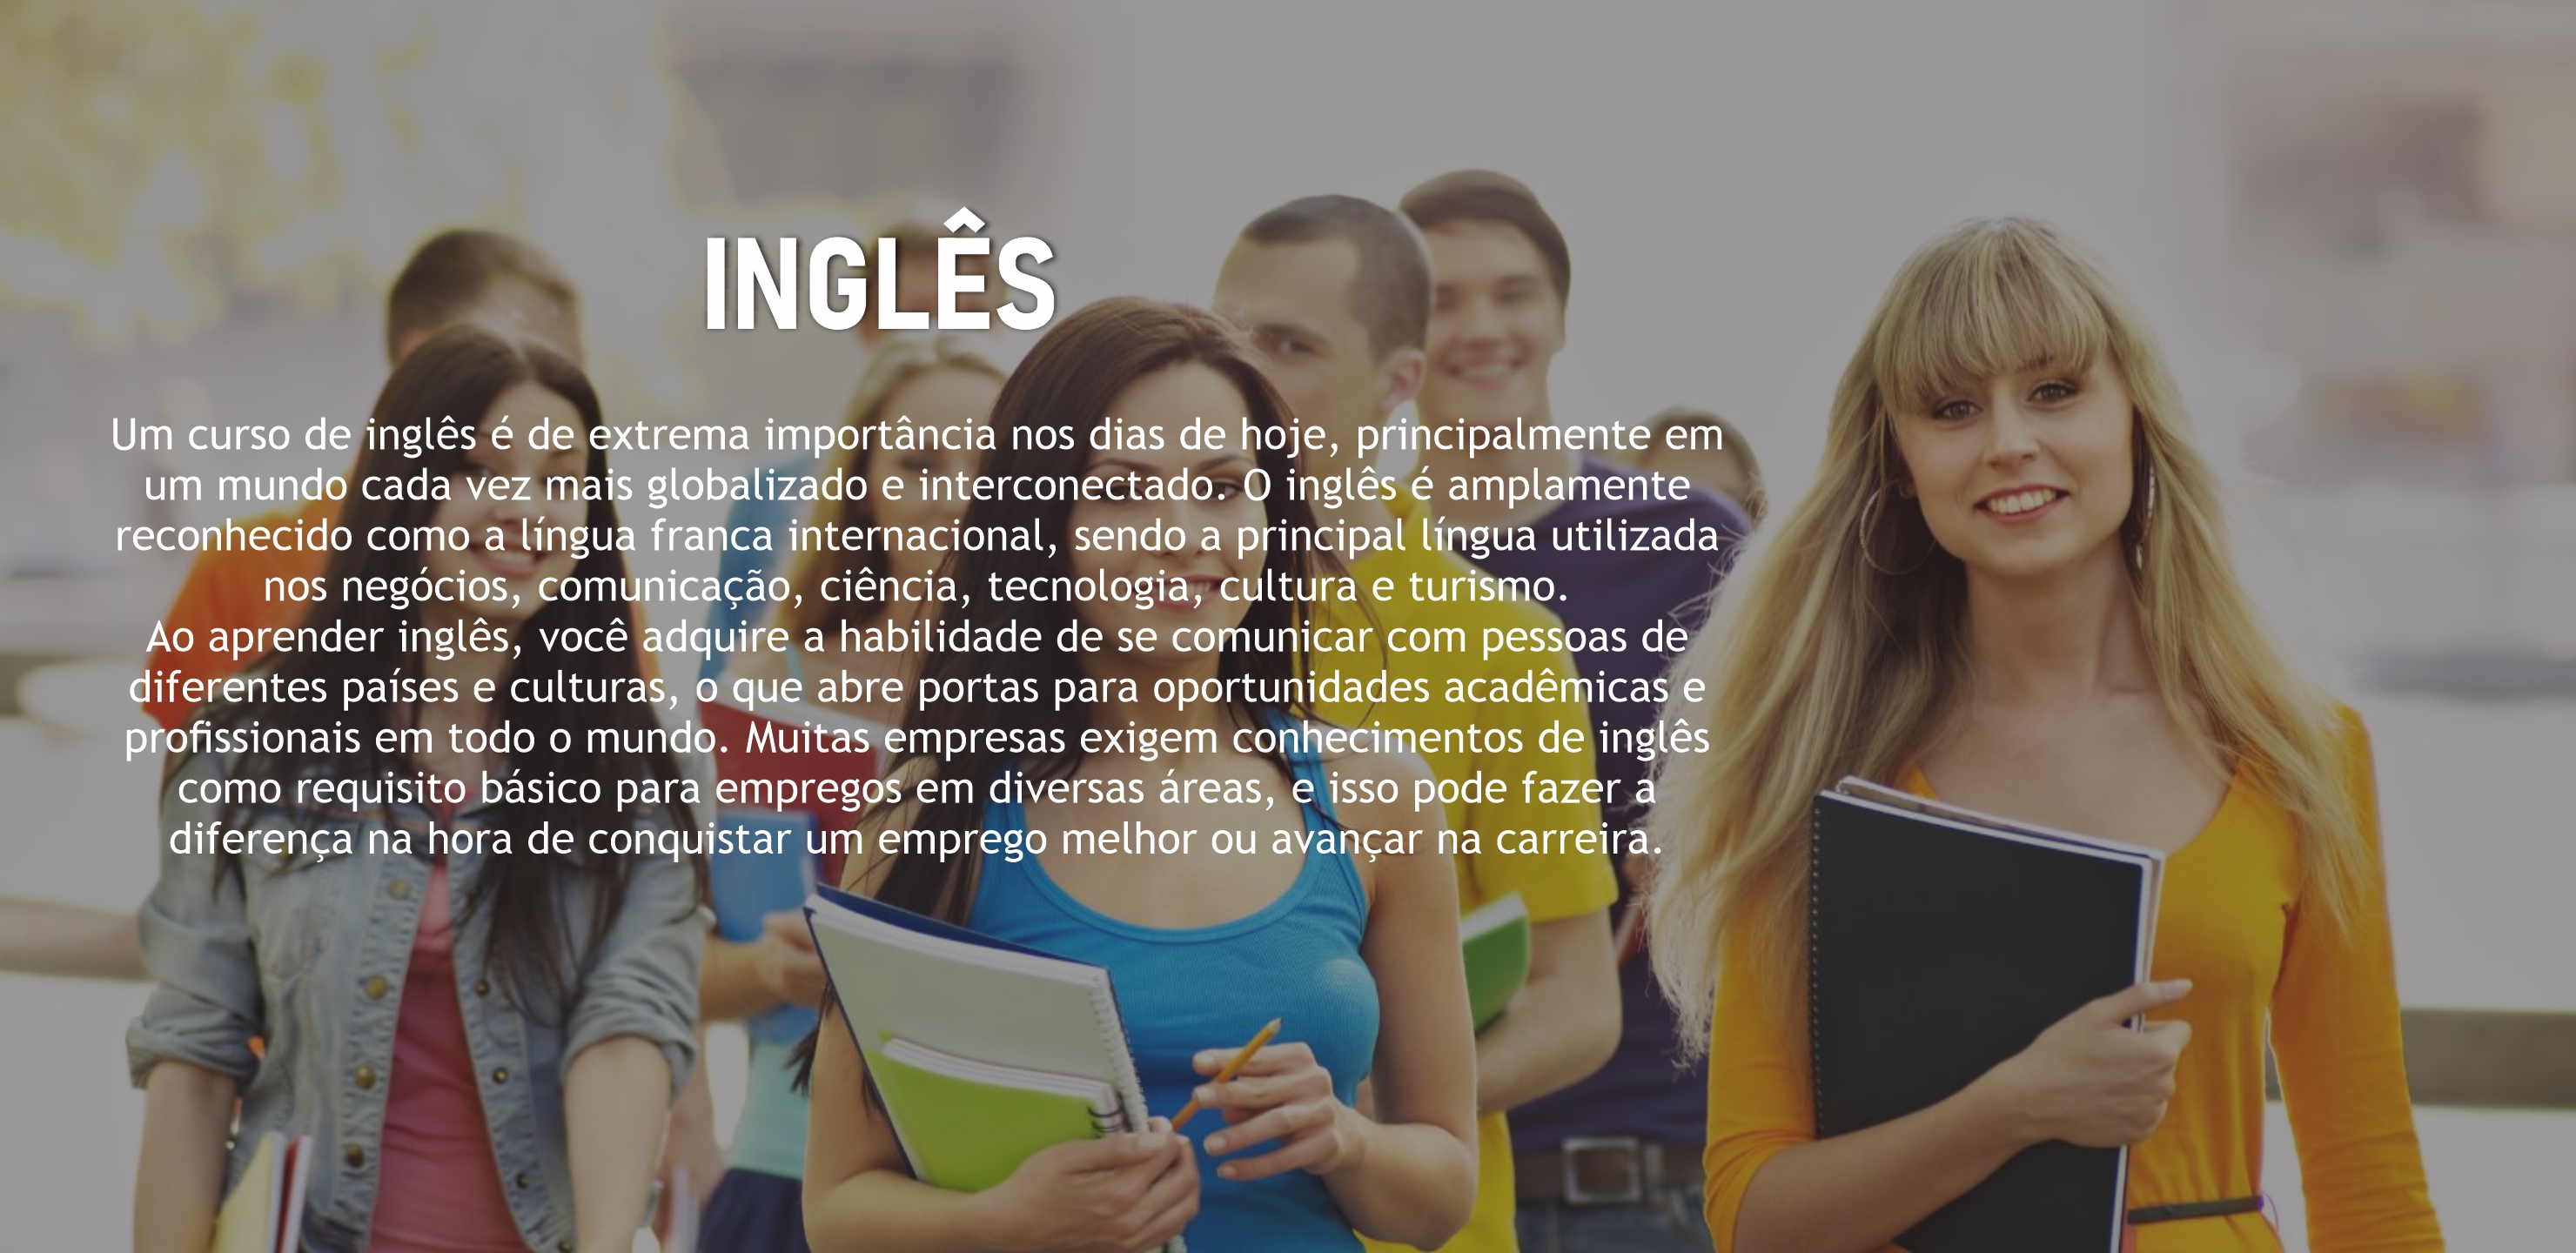 INGLÊS
Um curso de inglês é de extrema importância nos dias de hoje, principalmente em
um mundo cada vez mais globalizado e interconectado. O inglês é amplamente
reconhecido como a língua franca internacional, sendo a principal língua utilizada
nos negócios, comunicação, ciência, tecnologia, cultura e turismo.
Ao aprender inglês, você adquire a habilidade de se comunicar com pessoas de
diferentes países e culturas, o que abre portas para oportunidades acadêmicas e
profissionais em todo o mundo. Muitas empresas exigem conhecimentos de inglês
como requisito básico para empregos em diversas áreas, e isso pode fazer a
diferença na hora de conquistar um emprego melhor ou avançar na carreira.